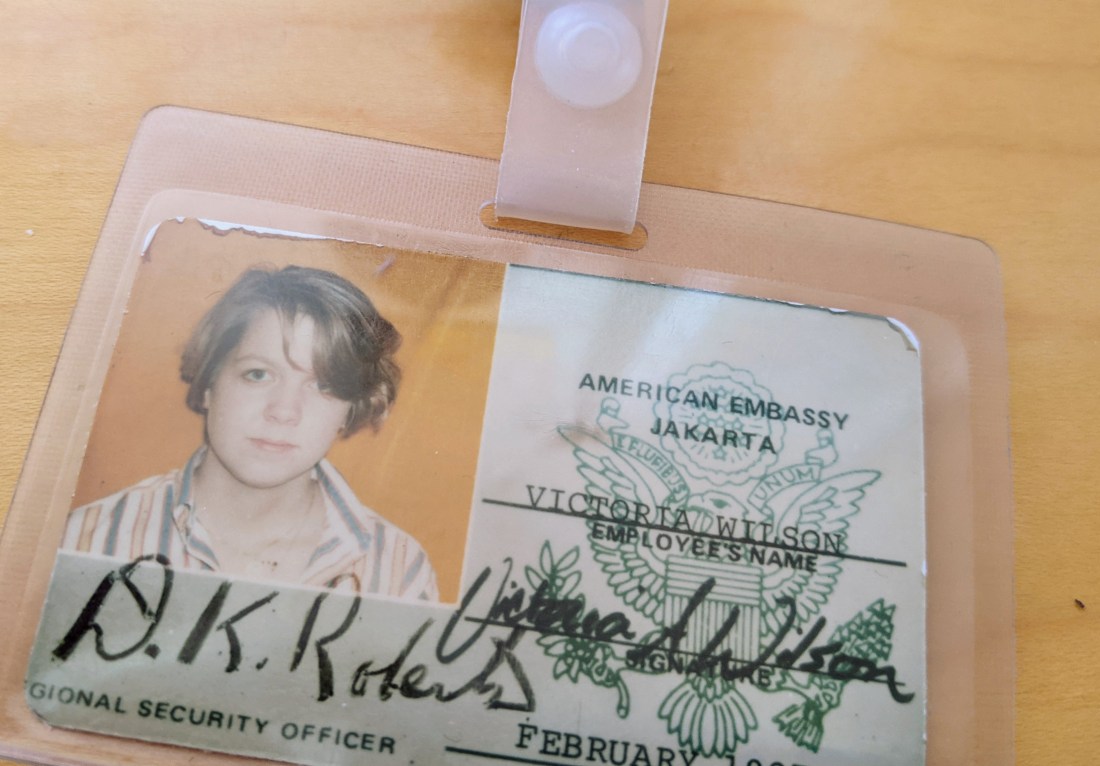 AMERICAN EMBASSY
JAKARTA
E PLURIBUS UNUM
VICTORIA WILSON
EMPLOYEE'S NAME
Victoria A Wilson
SIGNATURE
D.K. Roberts
GIONAL SECURITY OFFICER
FEBRUARY